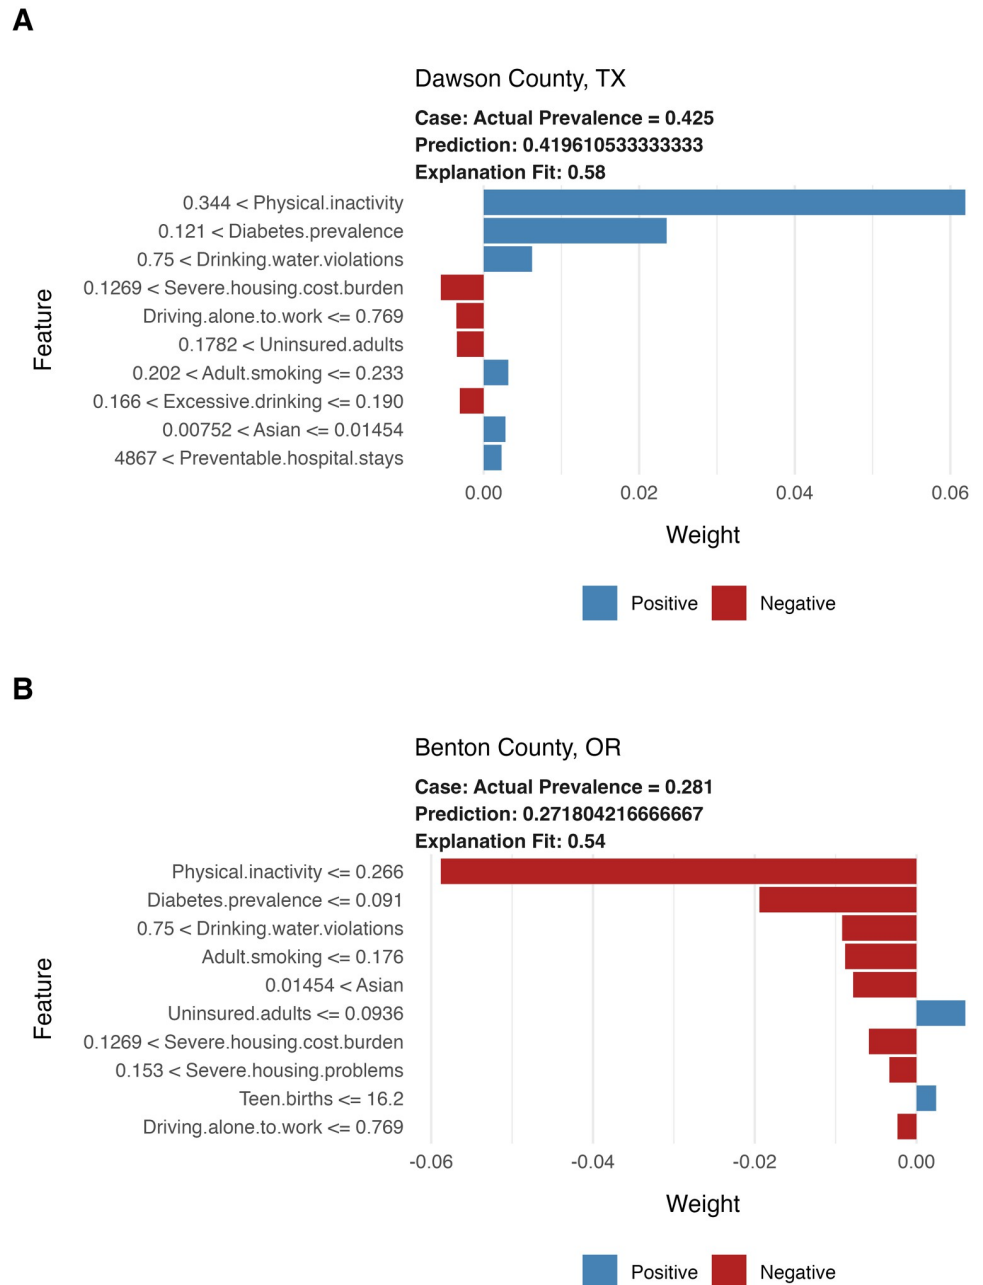 A
Dawson County, TX
Case: Actual Prevalence = 0.425
Prediction: 0.419610533333333
Explanation Fit: 0.58
Feature
0.344 < Physical.inactivity
0.121 < Diabetes.prevalence
0.75 < Drinking.water.violations
0.1269 < Severe.housing.cost.burden
Driving.alone.to.work <= 0.769
0.1782 < Uninsured.adults
0.202 < Adult.smoking <= 0.233
0.166 < Excessive.drinking <= 0.190
0.00752 < Asian <= 0.01454
4867 < Preventable.hospital.stays
0.00 0.02 0.04 0.06
Weight
Positive Negative
B
Benton County, OR
Case: Actual Prevalence = 0.281
Prediction: 0.271804216666667
Explanation Fit: 0.54
Feature
Physical.inactivity <= 0.266
Diabetes.prevalence <= 0.091
0.75 < Drinking.water.violations
Adult.smoking <= 0.176
0.01454 < Asian
Uninsured.adults <= 0.0936
0.1269 < Severe.housing.cost.burden
0.153 < Severe.housing.problems
Teen.births <= 16.2
Driving.alone.to.work <= 0.769
-0.06 -0.04 -0.02 0.00
Weight
Positive Negative